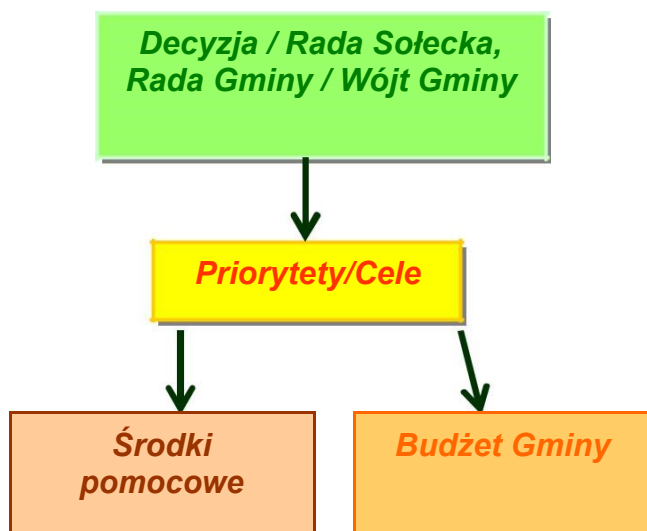 Decyzja / Rada Sołecka,
Rada Gminy / Wójt Gminy
Priorytety/Cele
Środki
pomocowe
Budżet Gminy